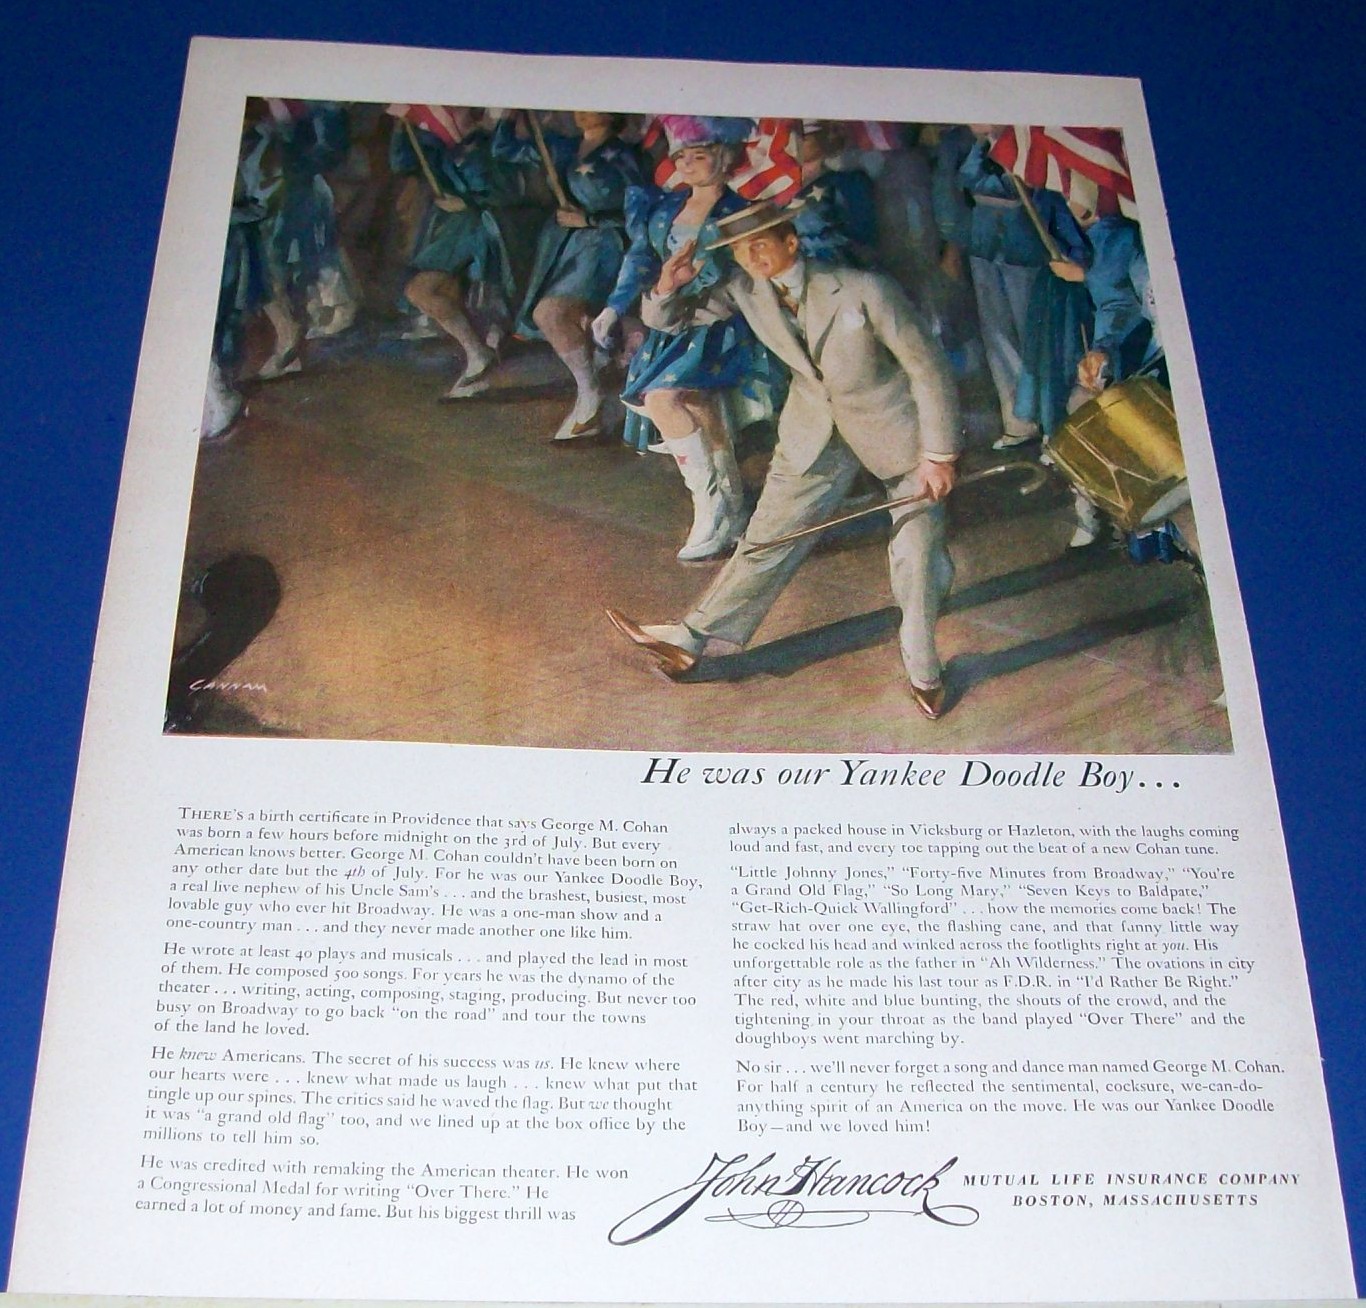 CANNAM
He was our Yankee Doodle Boy...
THERE'S a birth certificate in Providence that says George M. Cohan
was born a few hours before midnight on the 3rd of July. But every
American knows better. George M. Cohan couldn't have been born on
any other date but the 4th of July. For he was our Yankee Doodle Boy,
a real live nephew of his Uncle Sam's . . . and the brashest, busiest, most
lovable guy who ever hit Broadway. He was a one-man show and a
one-country man . . . and they never made another one like him.
He wrote at least 40 plays and musicals . . . and played the lead in most
of them. He composed 500 songs. For years he was the dynamo of the
theater . . . writing, acting, composing, staging, producing. But never too
busy on Broadway to go back "on the road" and tour the towns
of the land he loved.
He knew Americans. The secret of his success was us. He knew where
our hearts were . . . knew what made us laugh . . . knew what put that
tingle up our spines. The critics said he waved the flag. But we thought
it was "a grand old flag" too, and we lined up at the box office by the
millions to tell him so.
He was credited with remaking the American theater. He won
a Congressional Medal for writing "Over There." He
earned a lot of money and fame. But his biggest thrill was
always a packed house in Vicksburg or Hazleton, with the laughs coming
loud and fast, and every toe tapping out the beat of a new Cohan tune.
"Little Johnny Jones," "Forty-five Minutes from Broadway," "You're
a Grand Old Flag," "So Long Mary," "Seven Keys to Baldpate,"
"Get-Rich-Quick Wallingford" . . . how the memories come back! The
straw hat over one eye, the flashing cane, and that funny little way
he cocked his head and winked across the footlights right at you. His
unforgettable role as the father in "Ah Wilderness." The ovations in city
after city as he made his last tour as F.D.R. in "I'd Rather Be Right."
The red, white and blue bunting, the shouts of the crowd, and the
tightening in your throat as the band played "Over There" and the
doughboys went marching by.
No sir . . . we'll never forget a song and dance man named George M. Cohan.
For half a century he reflected the sentimental, cocksure, we-can-do-
anything spirit of an America on the move. He was our Yankee Doodle
Boy—and we loved him!
John Hancock
MUTUAL LIFE INSURANCE COMPANY
BOSTON, MASSACHUSETTS